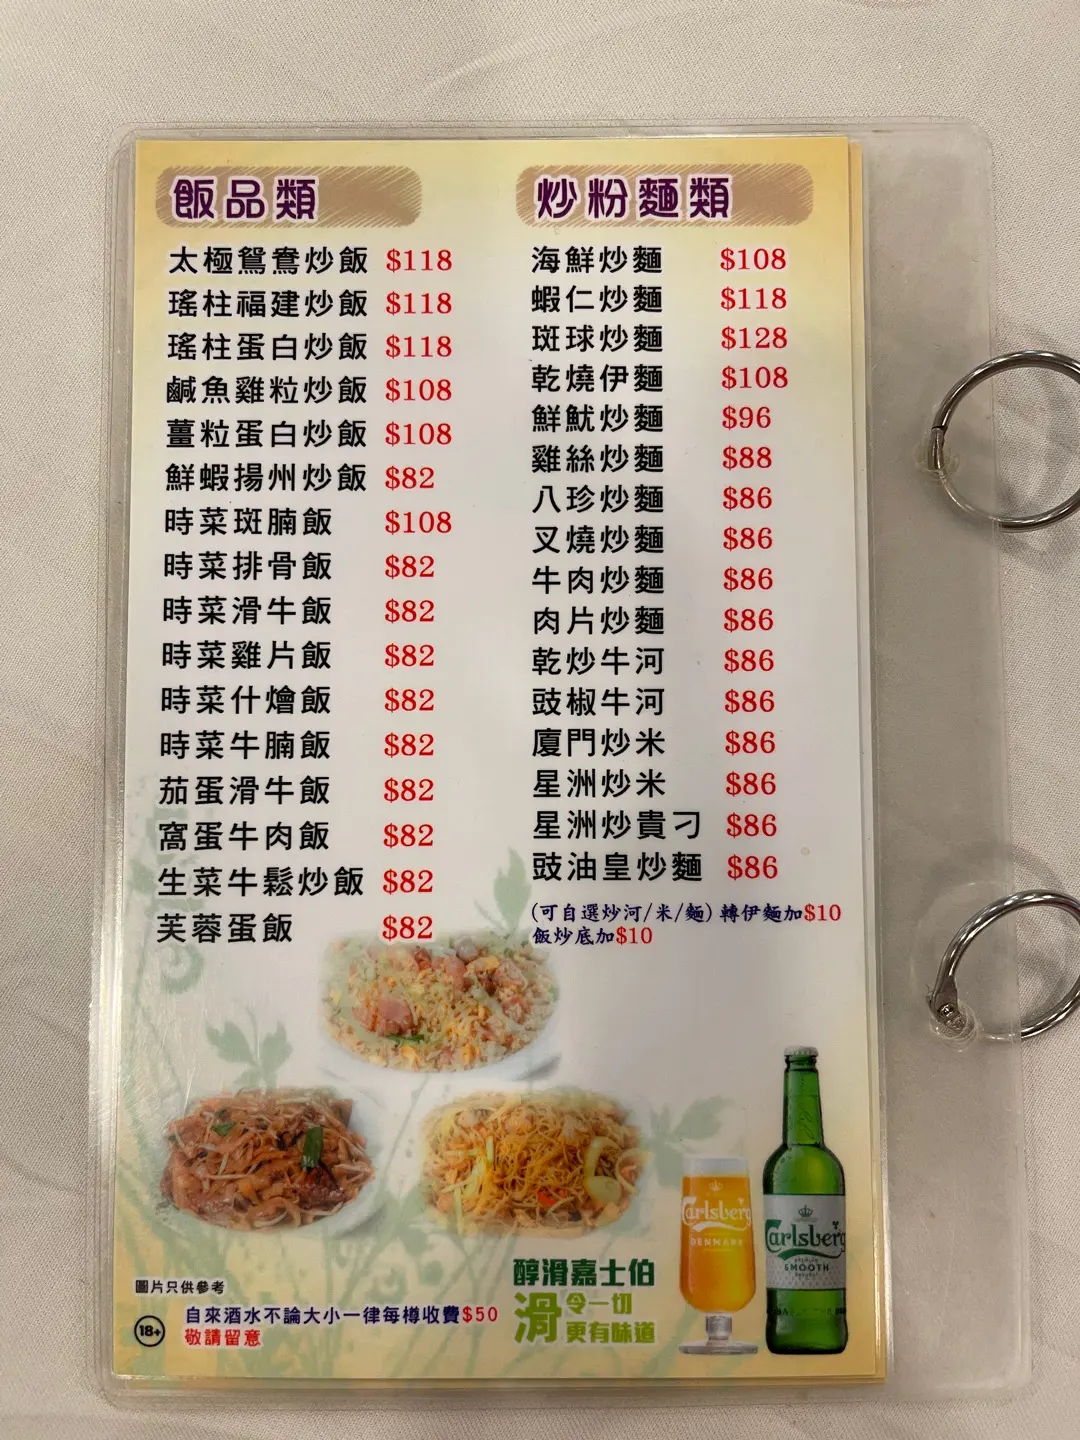 飯品類
太極鴛鴦炒飯 $118
瑤柱福建炒飯 $118
瑤柱蛋白炒飯 $118
鹹魚雞粒炒飯 $108
薑粒蛋白炒飯 $108
鮮蝦揚州炒飯 $82
時菜斑腩飯 $108
時菜排骨飯 $82
時菜滑牛飯 $82
時菜雞片飯 $82
時菜什燴飯 $82
時菜牛腩飯 $82
茄蛋滑牛飯 $82
窩蛋牛肉飯 $82
生菜牛鬆炒飯 $82
芙蓉蛋飯 $82
炒粉麵類
海鮮炒麵 $108
蝦仁炒麵 $118
斑球炒麵 $128
乾燒伊麵 $108
鮮魷炒麵 $96
雞絲炒麵 $88
八珍炒麵 $86
叉燒炒麵 $86
牛肉炒麵 $86
肉片炒麵 $86
乾炒牛河 $86
豉椒牛河 $86
廈門炒米 $86
星洲炒米 $86
星洲炒貴刁 $86
豉油皇炒麵 $86
(可自選炒河/米/麵) 轉伊麵加$10
飯炒底加$10
圖片只供參考
18+
自來酒水不論大小一律每樽收費$50
敬請留意
醇滑嘉士伯
滑 令一切
更有味道
Carlsberg
DENMARK
Carlsberg
SMOOTH